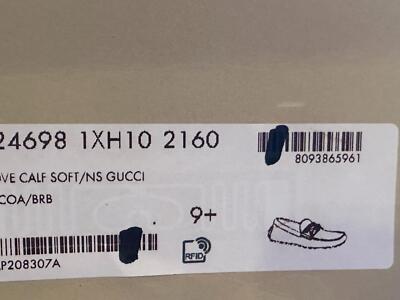 24698 1XH10 2160
8093865961
OVE CALF SOFT/NS GUCCI
COA/BRB
9+
RFID
P208307A